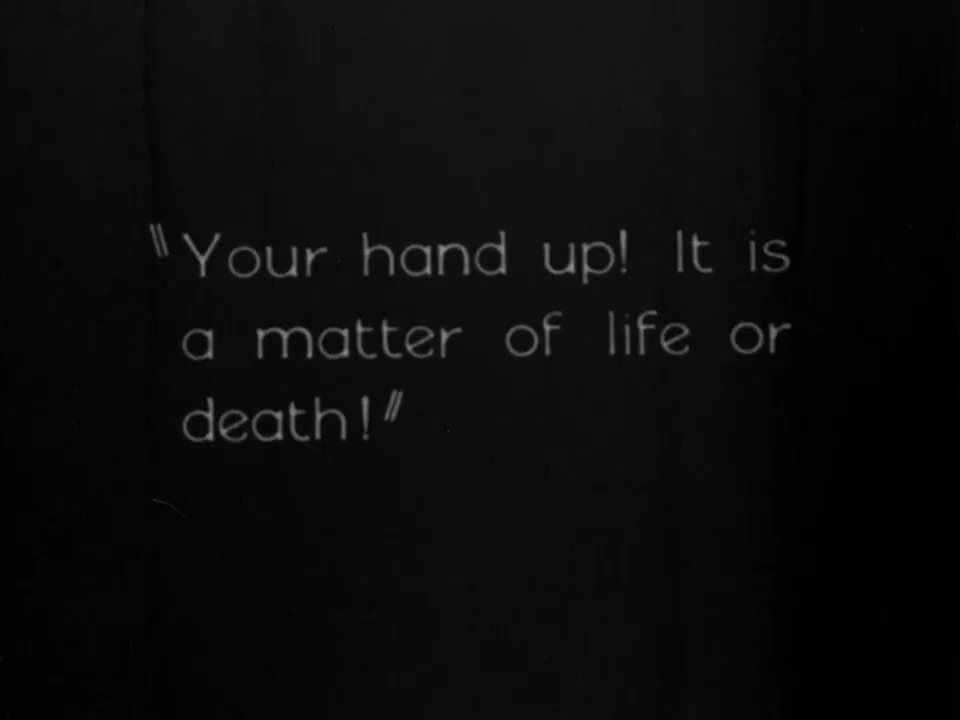 "Your hand up! It is
a matter of life or
death!"